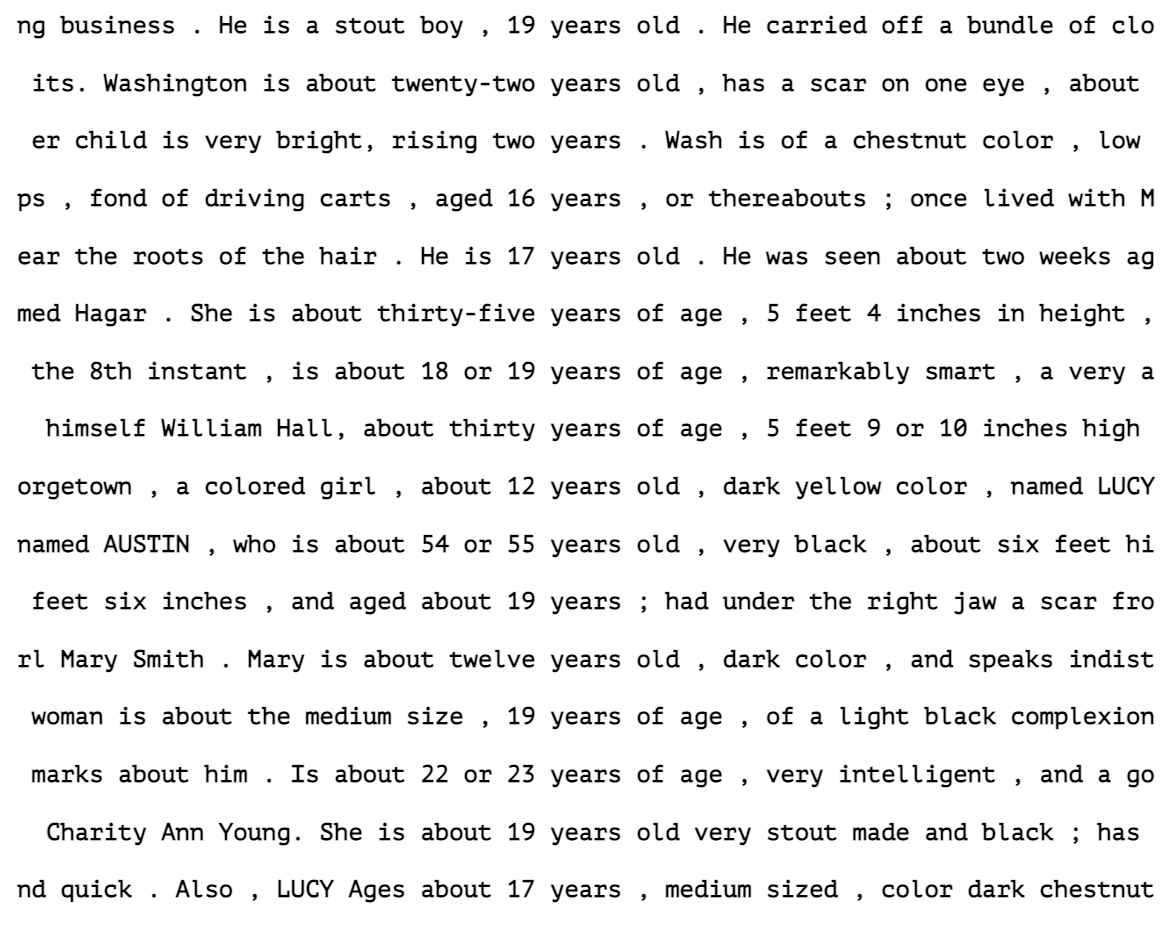 ng business . He is a stout boy , 19 years old . He carried off a bundle of clo
its. Washington is about twenty-two years old , has a scar on one eye , about
er child is very bright, rising two years . Wash is of a chestnut color , low
ps , fond of driving carts , aged 16 years , or thereabouts ; once lived with M
ear the roots of the hair . He is 17 years old . He was seen about two weeks ag
med Hagar . She is about thirty-five years of age , 5 feet 4 inches in height ,
the 8th instant , is about 18 or 19 years of age , remarkably smart , a very a
himself William Hall, about thirty years of age , 5 feet 9 or 10 inches high
orgetown , a colored girl , about 12 years old , dark yellow color , named LUCY
named AUSTIN , who is about 54 or 55 years old , very black , about six feet hi
feet six inches , and aged about 19 years ; had under the right jaw a scar fro
rl Mary Smith . Mary is about twelve years old , dark color , and speaks indist
woman is about the medium size , 19 years of age , of a light black complexion
marks about him . Is about 22 or 23 years of age , very intelligent , and a go
Charity Ann Young. She is about 19 years old very stout made and black ; has
nd quick . Also , LUCY Ages about 17 years , medium sized , color dark chestnut